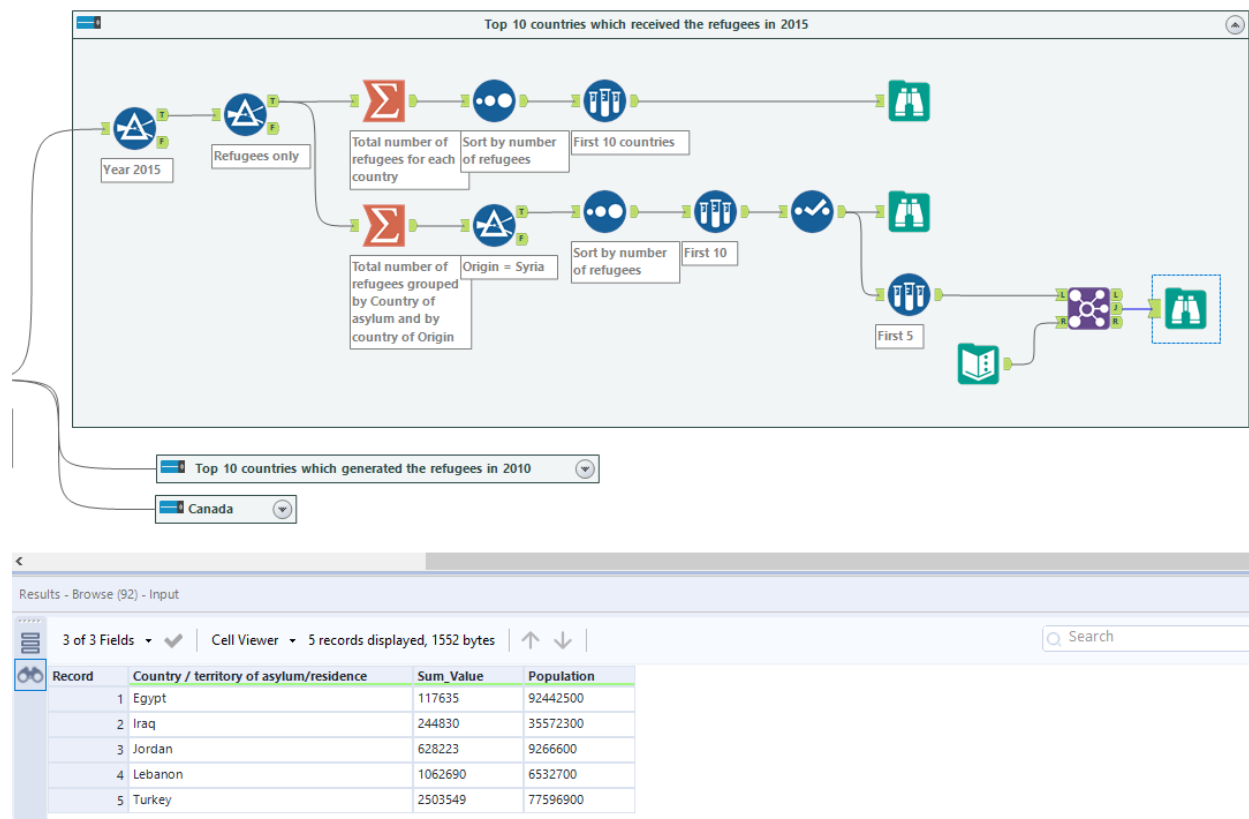 Top 10 countries which received the refugees in 2015
T
F
Year 2015
T
F
Refugees only
Total number of
refugees for each
country
Sort by number
of refugees
First 10 countries
Total number of
refugees grouped
by Country of
asylum and by
country of Origin
T
F
Origin = Syria
Sort by number
of refugees
First 10
First 5
L
R
L
J
R
Top 10 countries which generated the refugees in 2010
Canada
Results - Browse (92) - Input
3 of 3 Fields
Cell Viewer
5 records displayed, 1552 bytes
Search
Record Country / territory of asylum/residence Sum_Value Population
1 Egypt 117635 92442500
2 Iraq 244830 35572300
3 Jordan 628223 9266600
4 Lebanon 1062690 6532700
5 Turkey 2503549 77596900